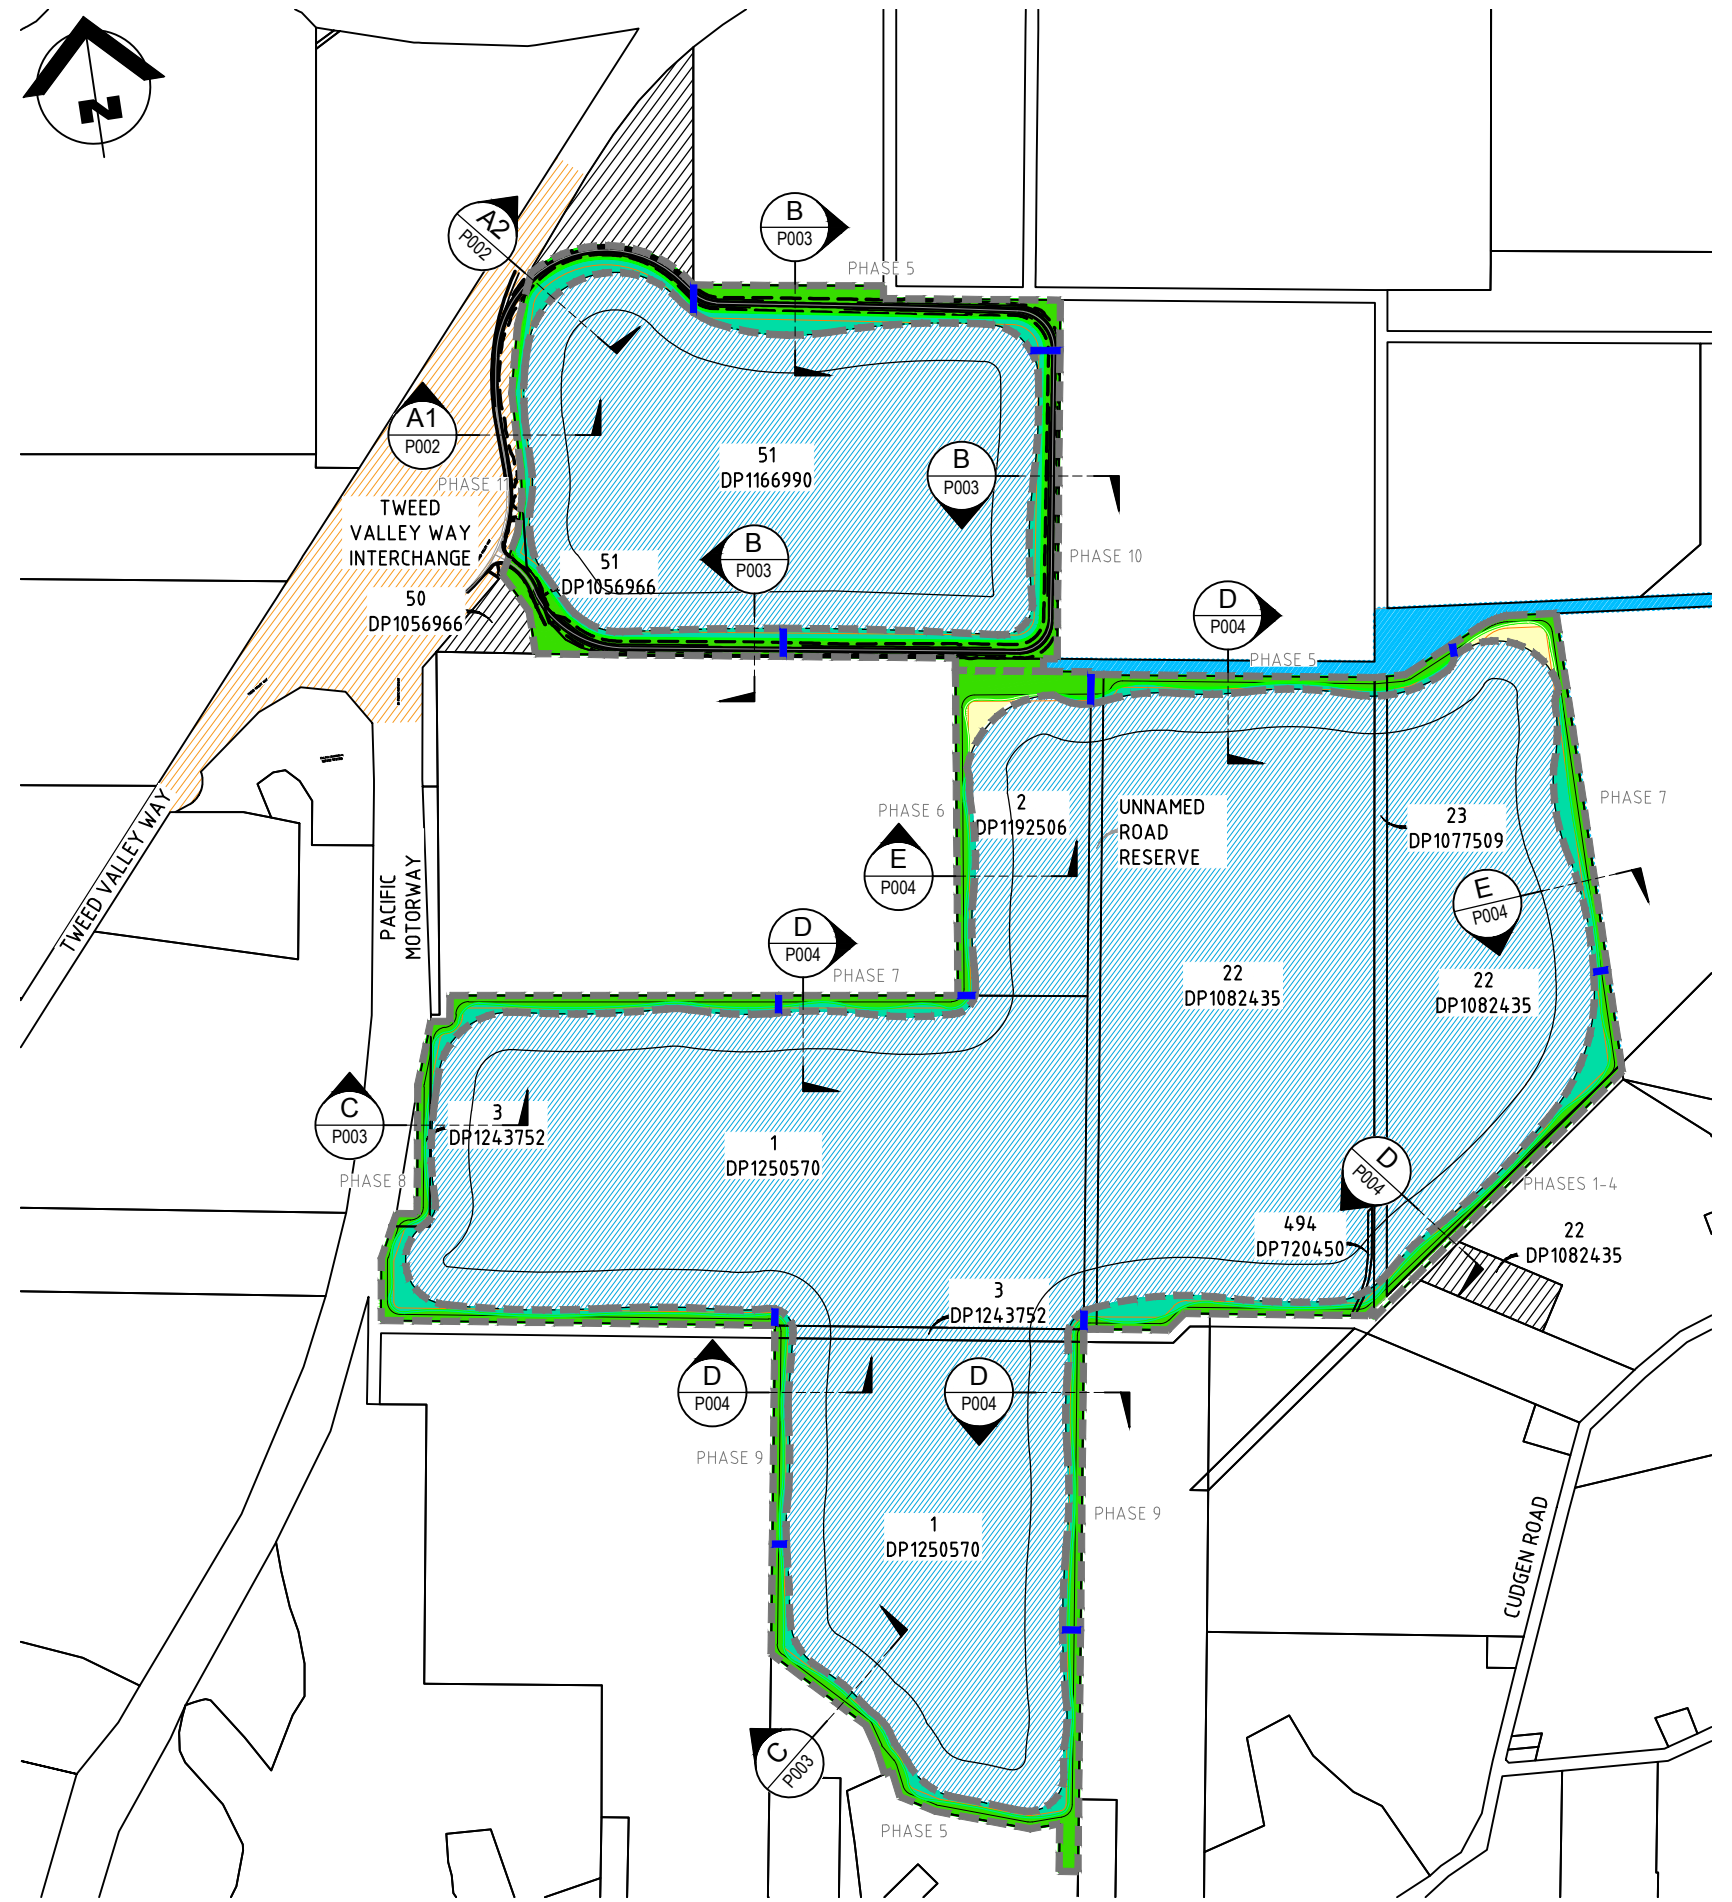 N
A2
P002
B
P003
PHASE 5
A1
P002
PHASE 11
TWEED
VALLEY WAY
INTERCHANGE
51
DP1166990
B
P003
B
P003
PHASE 10
51
DP1056966
50
DP1056966
D
P004
PHASE 5
PHASE 6
2
DP1192506
UNNAMED
ROAD
RESERVE
23
DP1077509
PHASE 7
E
P004
E
P004
TWEED VALLEY WAY
PACIFIC
MOTORWAY
D
P004
PHASE 7
22
DP1082435
22
DP1082435
C
P003
3
DP1243752
1
DP1250570
PHASE 8
D
P004
PHASES 1-4
494
DP720450
22
DP1082435
3
DP1243752
D
P004
D
P004
PHASE 9
PHASE 9
1
DP1250570
CUDGEN ROAD
C
P003
PHASE 5